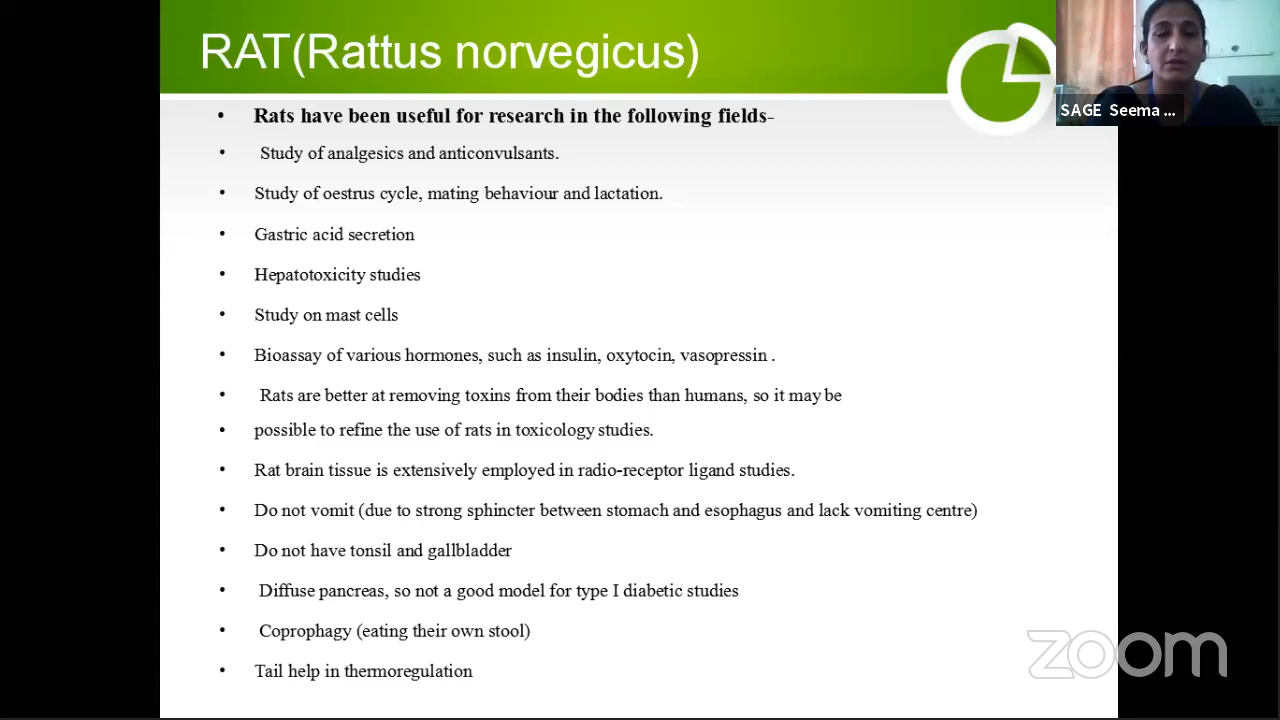 RAT(Rattus norvegicus)
SAGE Seema ...
• Rats have been useful for research in the following fields-
• Study of analgesics and anticonvulsants.
• Study of oestrus cycle, mating behaviour and lactation.
• Gastric acid secretion
• Hepatotoxicity studies
• Study on mast cells
• Bioassay of various hormones, such as insulin, oxytocin, vasopressin .
• Rats are better at removing toxins from their bodies than humans, so it may be
• possible to refine the use of rats in toxicology studies.
• Rat brain tissue is extensively employed in radio-receptor ligand studies.
• Do not vomit (due to strong sphincter between stomach and esophagus and lack vomiting centre)
• Do not have tonsil and gallbladder
• Diffuse pancreas, so not a good model for type I diabetic studies
• Coprophagy (eating their own stool)
• Tail help in thermoregulation
zoom